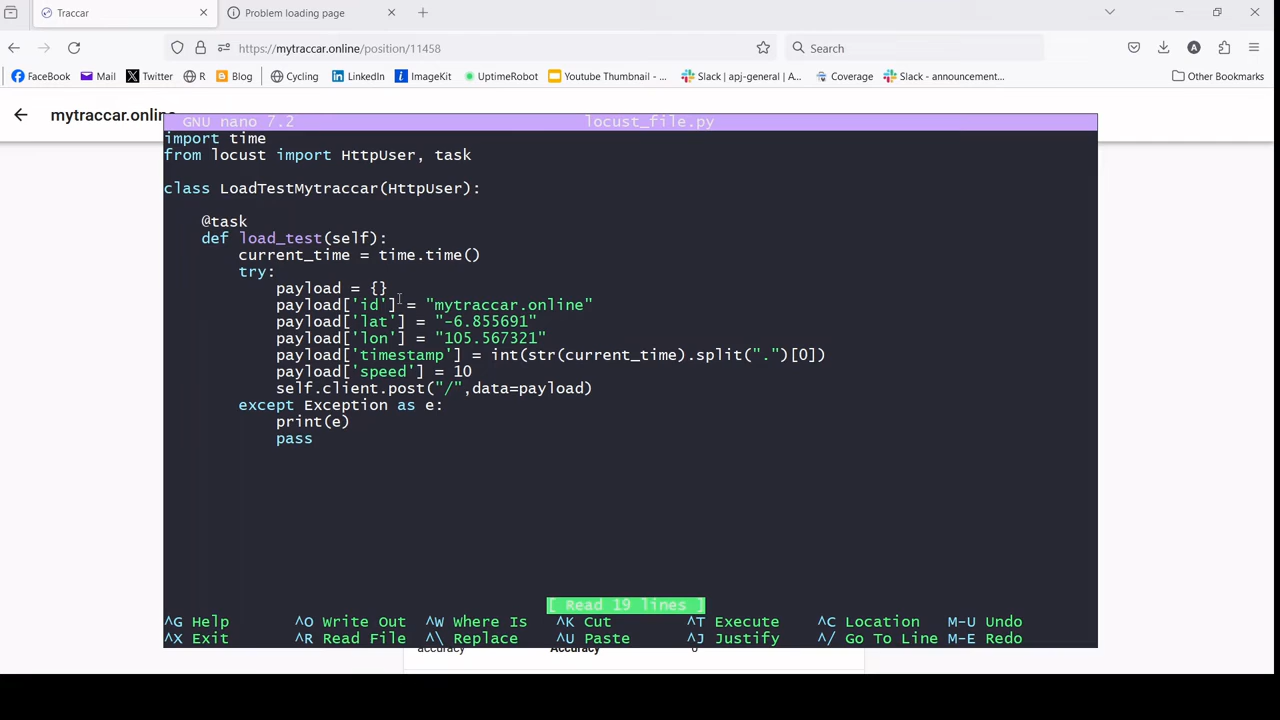 Traccar
Problem loading page
https://mytraccar.online/position/11458
Search
FaceBook
Mail
Twitter
R
Blog
Cycling
LinkedIn
ImageKit
UptimeRobot
Youtube Thumbnail - ...
Slack | apj-general | A...
Coverage
Slack - announcement...
Other Bookmarks
mytraccar.online
GNU nano 7.2 locust_file.py
import time
from locust import HttpUser, task
class LoadTestMytraccar(HttpUser):
@task
def load_test(self):
current_time = time.time()
try:
payload = {}
payload['id'] = "mytraccar.online"
payload['lat'] = "-6.855691"
payload['lon'] = "105.567321"
payload['timestamp'] = int(str(current_time).split(".")[0])
payload['speed'] = 10
self.client.post("/",data=payload)
except Exception as e:
print(e)
pass
[ Read 19 lines ]
^G Help ^O Write Out ^W Where Is ^K Cut ^T Execute ^C Location M-U Undo
^X Exit ^R Read File ^\ Replace ^U Paste ^J Justify ^/ Go To Line M-E Redo
accuracy Accuracy 0